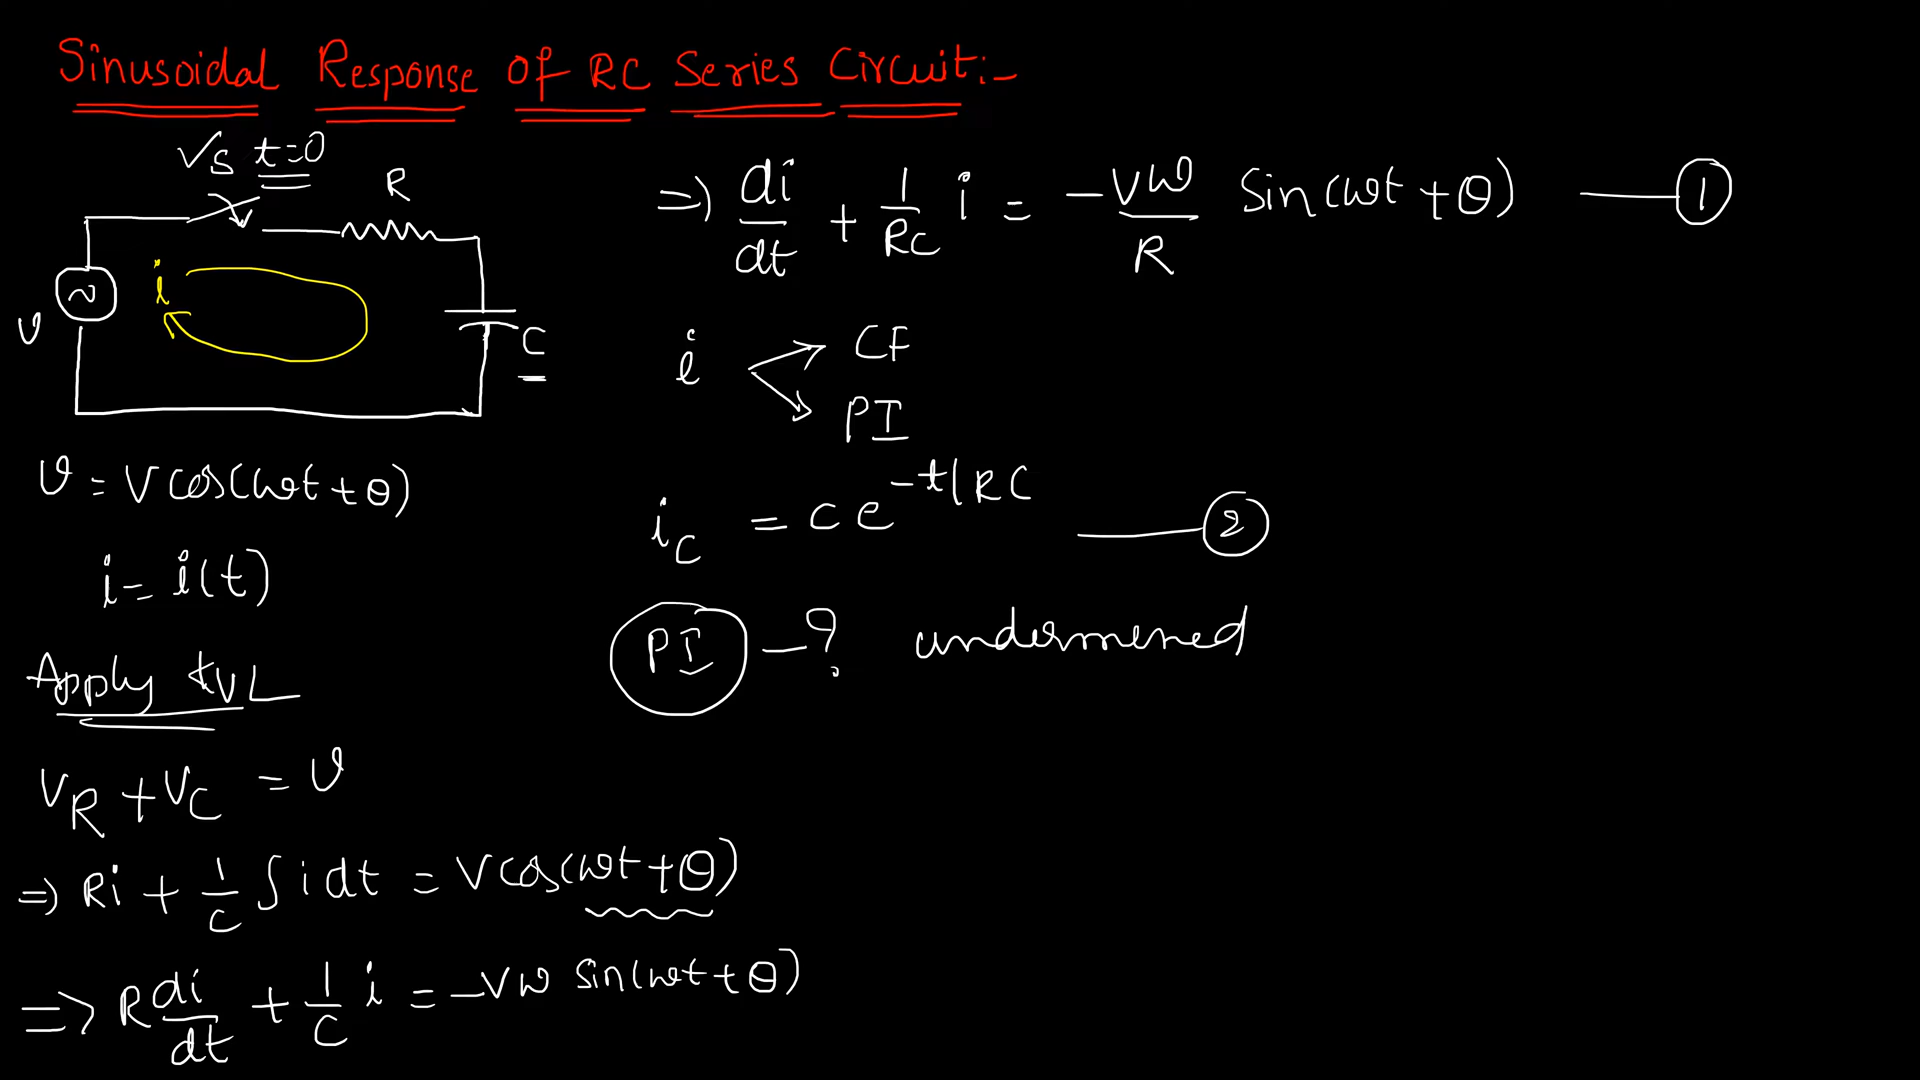 Sinusoidal Response Of RC Series Circuit:-
VS t=0
R
i
v
C
v = V cos(ωt + θ)
i = i(t)
Apply KVL
VR + VC = v
=> Ri + 1/C ∫ i dt = V cos(ωt + θ)
=> R di/dt + 1/C i = -Vω sin(ωt + θ)
=> di/dt + 1/RC i = -Vω/R Sin(ωt + θ) — 1
i
CF
PI
iC = c e^-t/RC — 2
PI - ? undermened